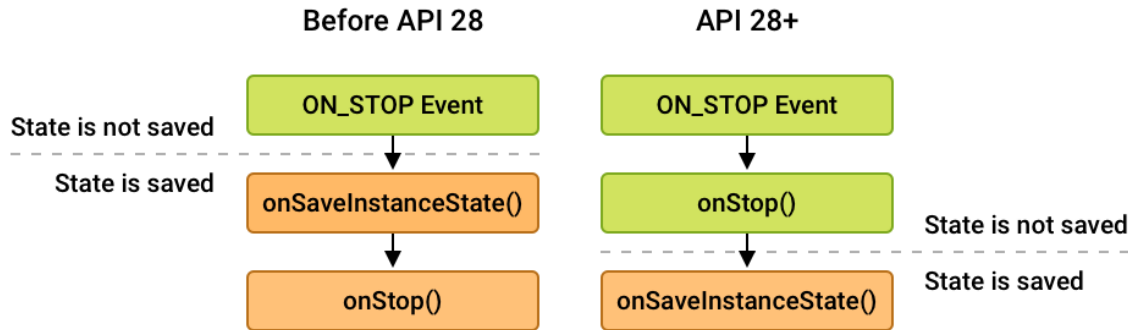 Before API 28
API 28+
ON_STOP Event
ON_STOP Event
State is not saved
State is saved
onSaveInstanceState()
onStop()
State is not saved
State is saved
onStop()
onSaveInstanceState()